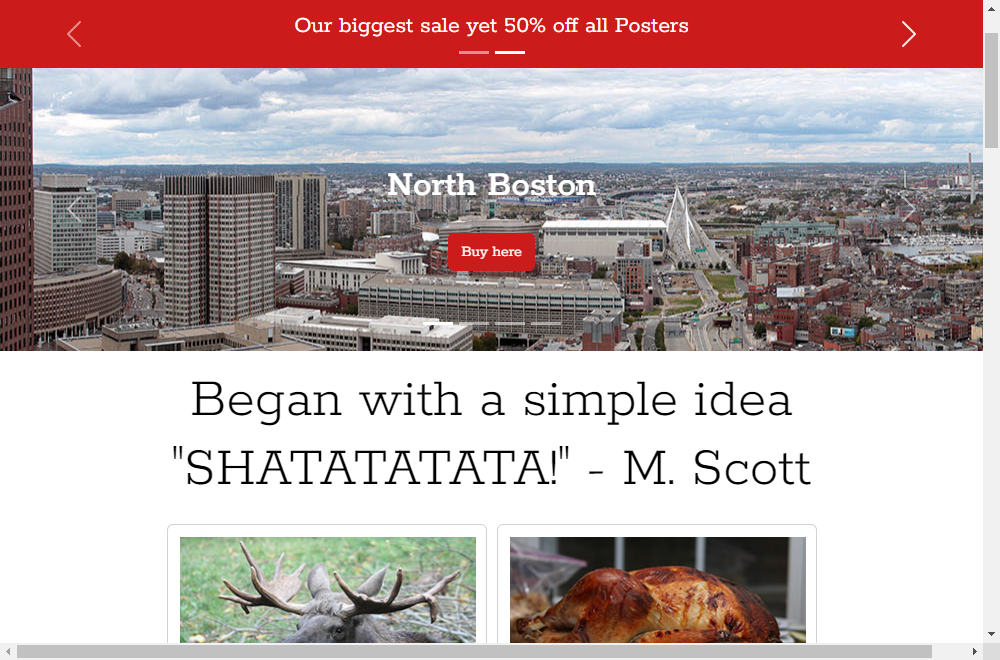 Our biggest sale yet 50% off all Posters
North Boston
Buy here
Began with a simple idea
"SHATATATATA!" - M. Scott